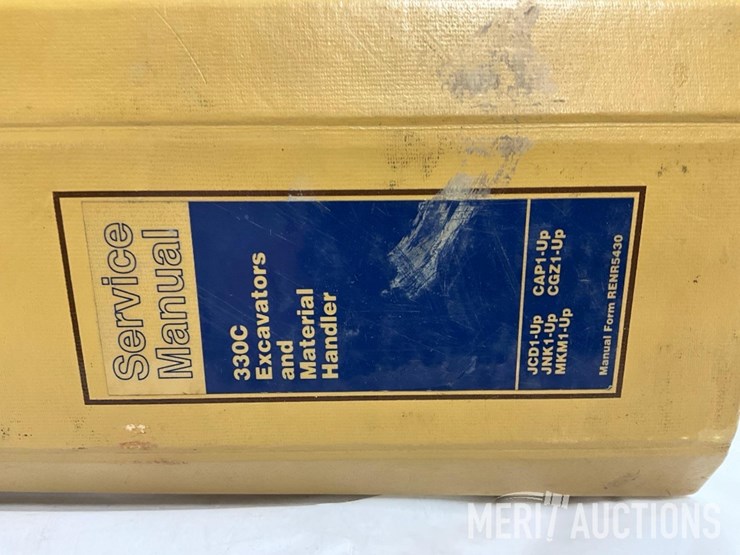 Service
Manual
330C
Excavators
and
Material
Handler
JCD1-Up CAP1-Up
JNK1-Up CGZ1-Up
MKM1-Up
Manual Form RENR5430
MERIT AUCTIONS